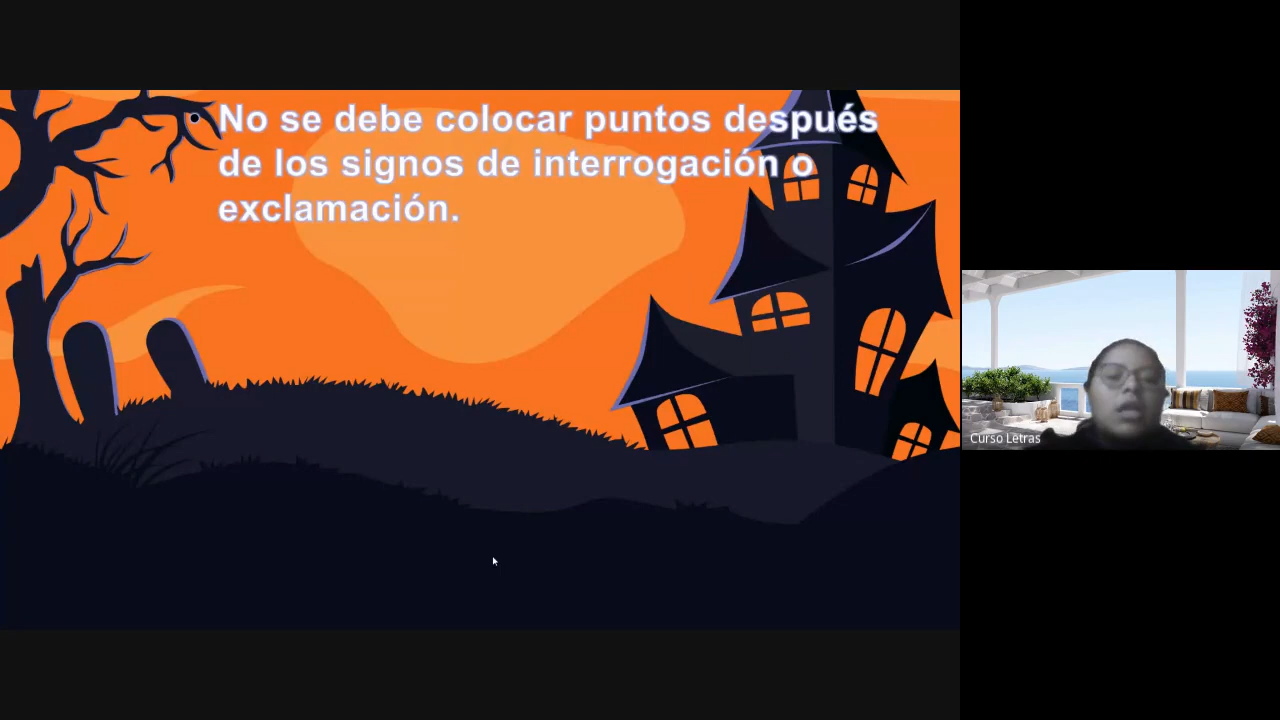 No se debe colocar puntos después
de los signos de interrogación o
exclamación.
Curso Letras